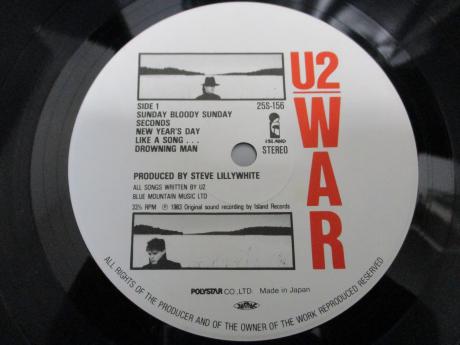 U2
WAR
SIDE 1
25S-156
SUNDAY BLOODY SUNDAY
SECONDS
NEW YEAR'S DAY
LIKE A SONG . . .
DROWNING MAN
ISLAND
STEREO
PRODUCED BY STEVE LILLYWHITE
ALL SONGS WRITTEN BY U2
BLUE MOUNTAIN MUSIC LTD
33⅓ RPM ℗ 1983 Original sound recording by Island Records
POLYSTAR CO., LTD. Made in Japan
ALL RIGHTS OF THE PRODUCER AND OF THE OWNER OF THE WORK REPRODUCED RESERVED